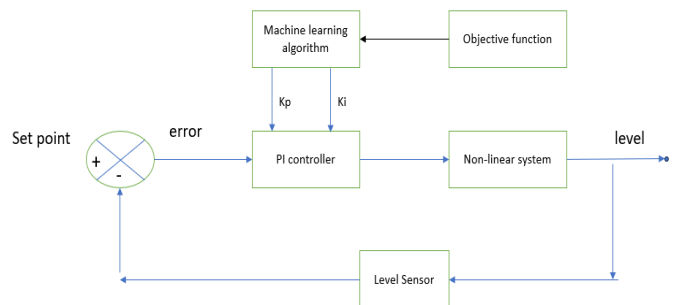 Machine learning
algorithm
Objective function
Kp
Ki
Set point
error
level
+
-
PI controller
Non-linear system
Level Sensor